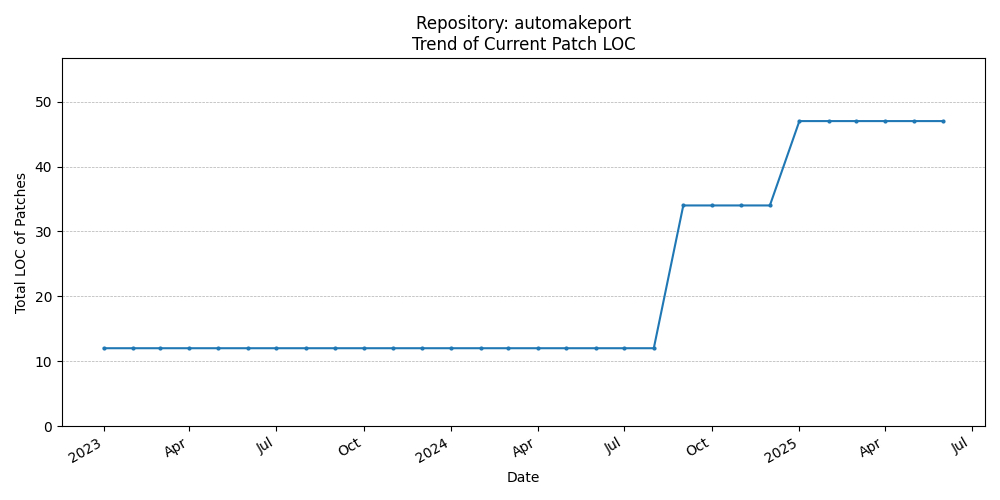 Repository: automakeport
Trend of Current Patch LOC
Total LOC of Patches
50
40
30
20
10
0
2023
Apr
Jul
Oct
2024
Apr
Jul
Oct
2025
Apr
Jul
Date